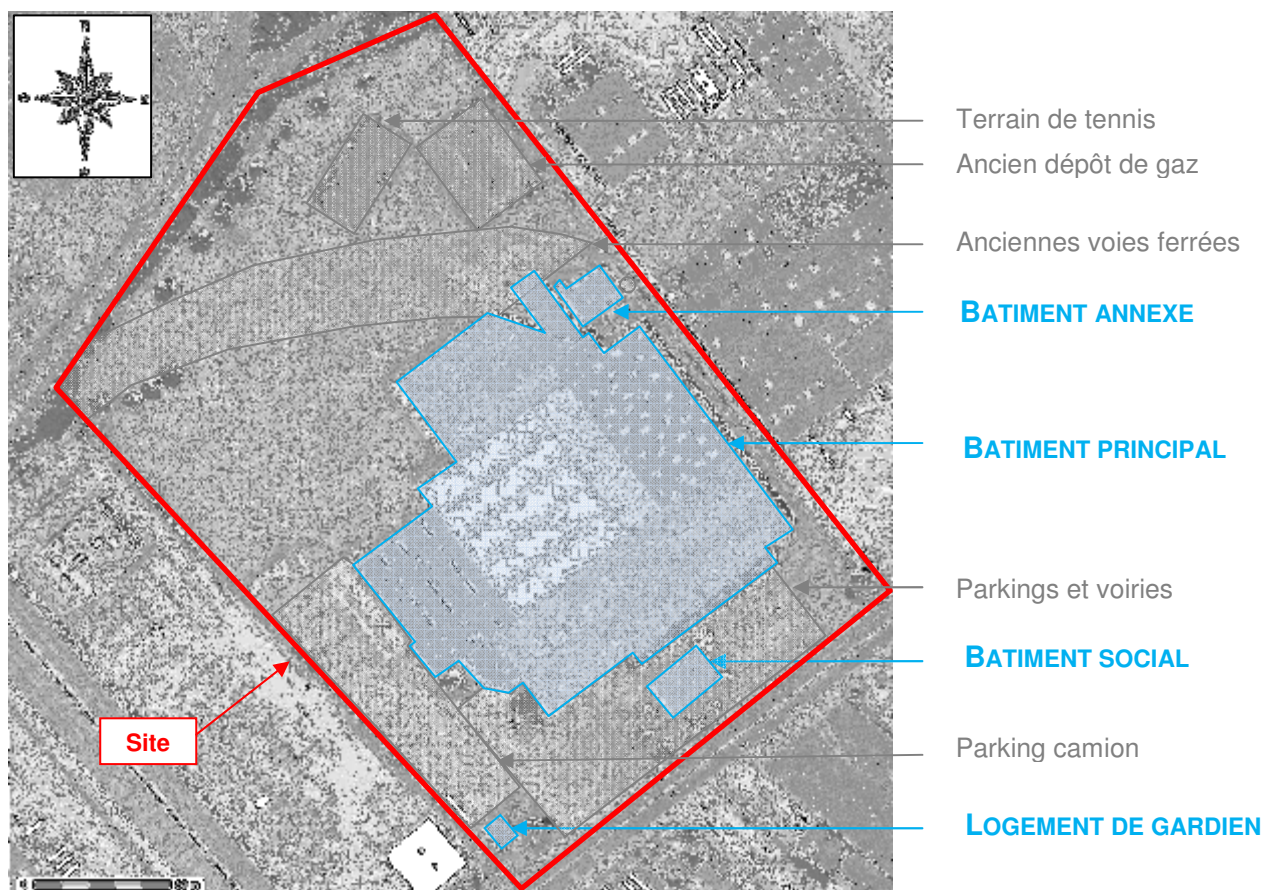 Terrain de tennis
Ancien dépôt de gaz
Anciennes voies ferrées
BATIMENT ANNEXE
BATIMENT PRINCIPAL
Parkings et voiries
BATIMENT SOCIAL
Site
Parking camion
LOGEMENT DE GARDIEN